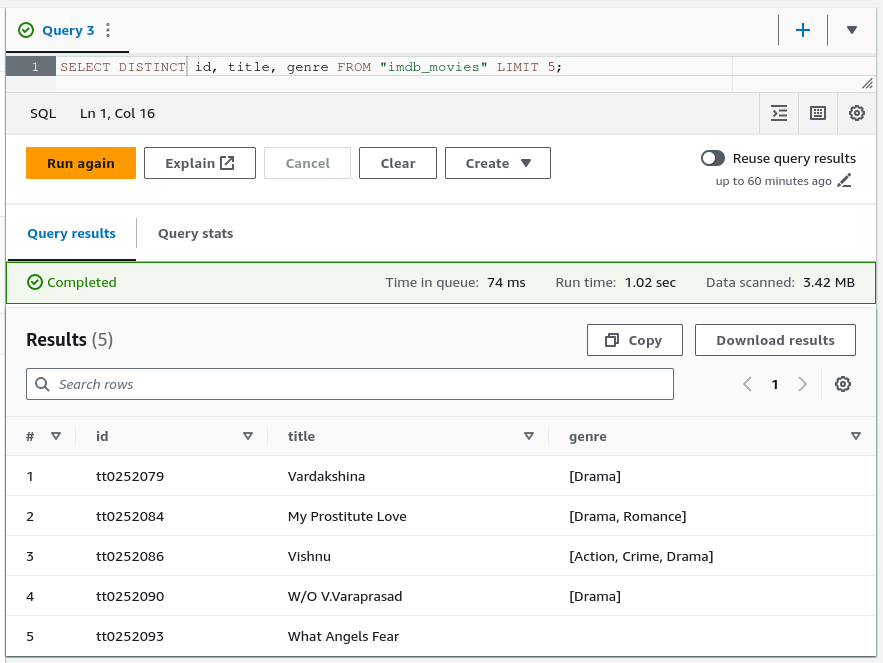 Query 3
1 SELECT DISTINCT id, title, genre FROM "imdb_movies" LIMIT 5;
SQL Ln 1, Col 16
Run again Explain Cancel Clear Create Reuse query results
up to 60 minutes ago
Query results Query stats
Completed Time in queue: 74 ms Run time: 1.02 sec Data scanned: 3.42 MB
Results (5) Copy Download results
Search rows 1
# id title genre
1 tt0252079 Vardakshina [Drama]
2 tt0252084 My Prostitute Love [Drama, Romance]
3 tt0252086 Vishnu [Action, Crime, Drama]
4 tt0252090 W/O V.Varaprasad [Drama]
5 tt0252093 What Angels Fear